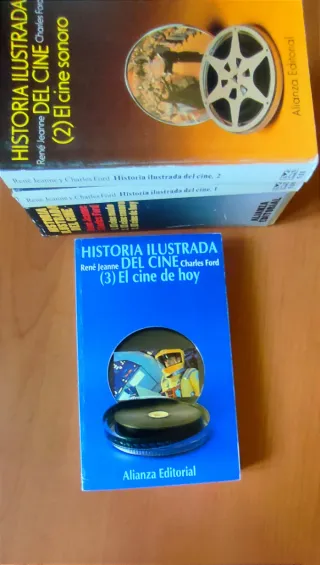 HISTORIA ILUSTRADA
René Jeanne DEL CINE Charles Ford
(2) El cine sonoro
Alianza Editorial
René Jeanne y Charles Ford. Historia ilustrada del cine, 2
René Jeanne y Charles Ford. Historia ilustrada del cine, 1
HISTORIA ILUSTRADA
René Jeanne DEL CINE Charles Ford
(3) El cine de hoy
Alianza Editorial